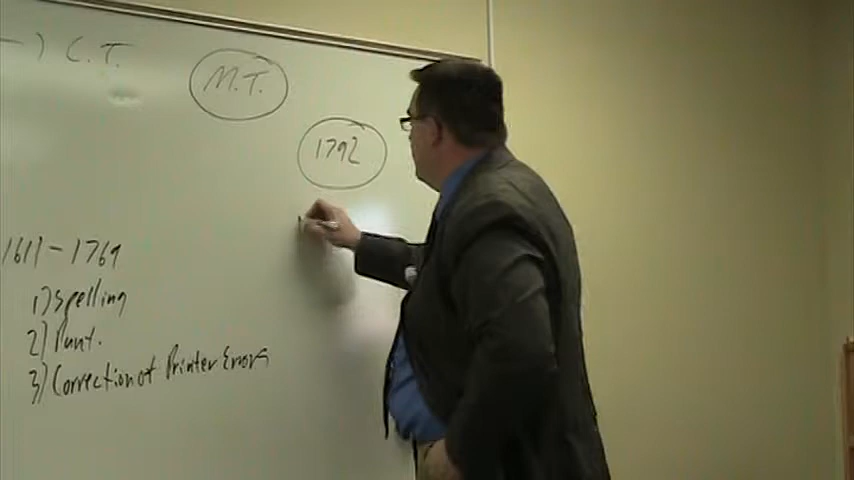 -) C.T.
M.T.
1792
1611-1769
1) Spelling
2) Punt.
3) Correction of Printer Errors